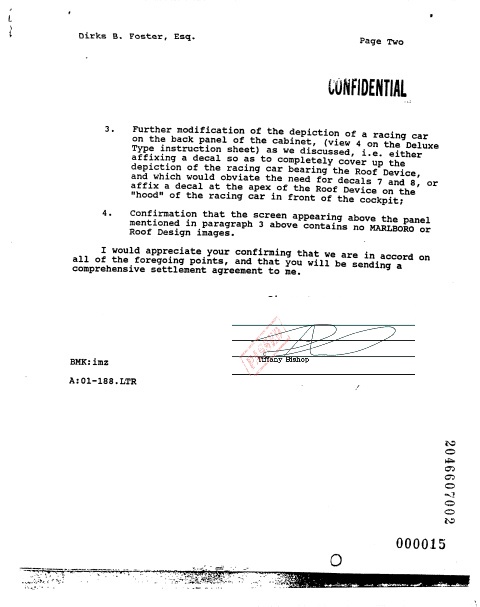 Dirks B. Foster, Esq.
Page Two
CONFIDENTIAL
3. Further modification of the depiction of a racing car
on the back panel of the cabinet, (view 4 on the Deluxe
Type instruction sheet) as we discussed, i.e. either
affixing a decal so as to completely cover up the
depiction of the racing car bearing the Roof Device,
and which would obviate the need for decals 7 and 8, or
affix a decal at the apex of the Roof Device on the
"hood" of the racing car in front of the cockpit;
4. Confirmation that the screen appearing above the panel
mentioned in paragraph 3 above contains no MARLBORO or
Roof Design images.
I would appreciate your confirming that we are in accord on
all of the foregoing points, and that you will be sending a
comprehensive settlement agreement to me.
Tiffany Bishop
BMK:imz
A:01-188.LTR
2046607002
000015